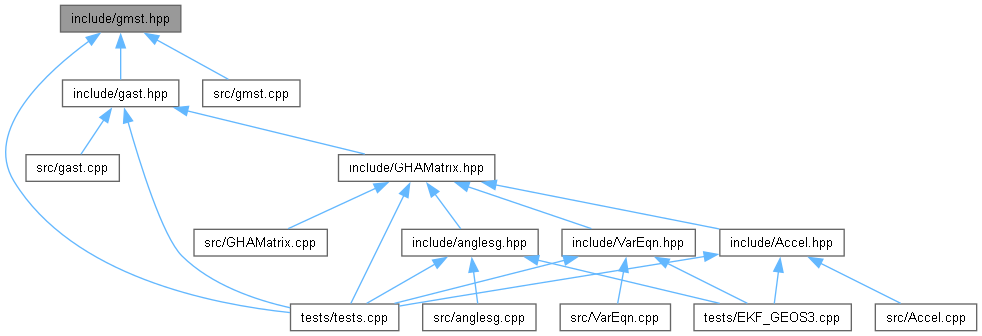 include/gmst.hpp
include/gast.hpp
src/gmst.cpp
src/gast.cpp
include/GHAMatrix.hpp
src/GHAMatrix.cpp
include/anglesg.hpp
include/VarEqn.hpp
include/Accel.hpp
tests/tests.cpp
src/anglesg.cpp
src/VarEqn.cpp
tests/EKF_GEOS3.cpp
src/Accel.cpp